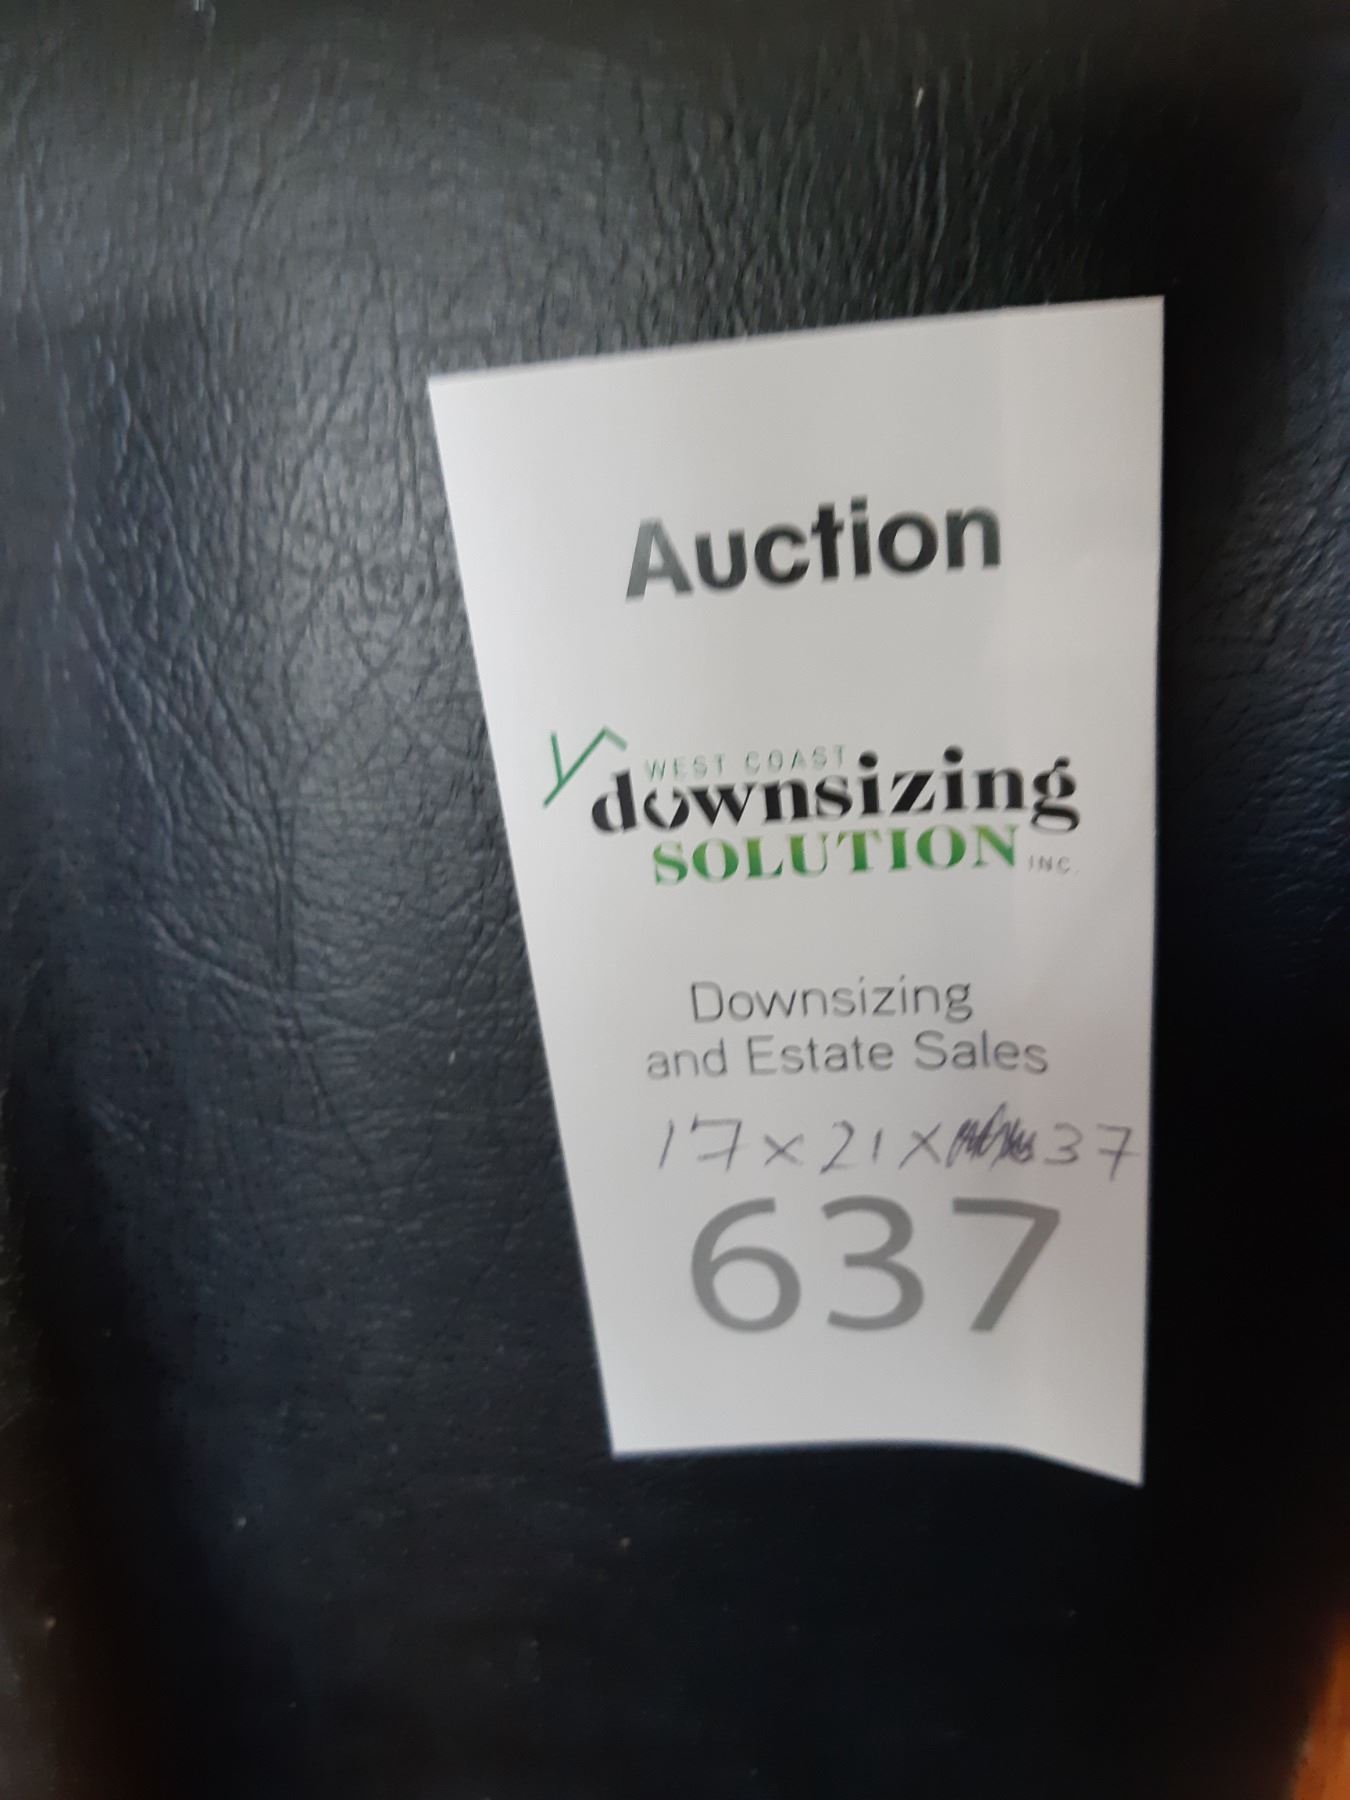 Auction
WEST COAST
downsizing
SOLUTION INC.
Downsizing
and Estate Sales
17 x 21 x 37
637